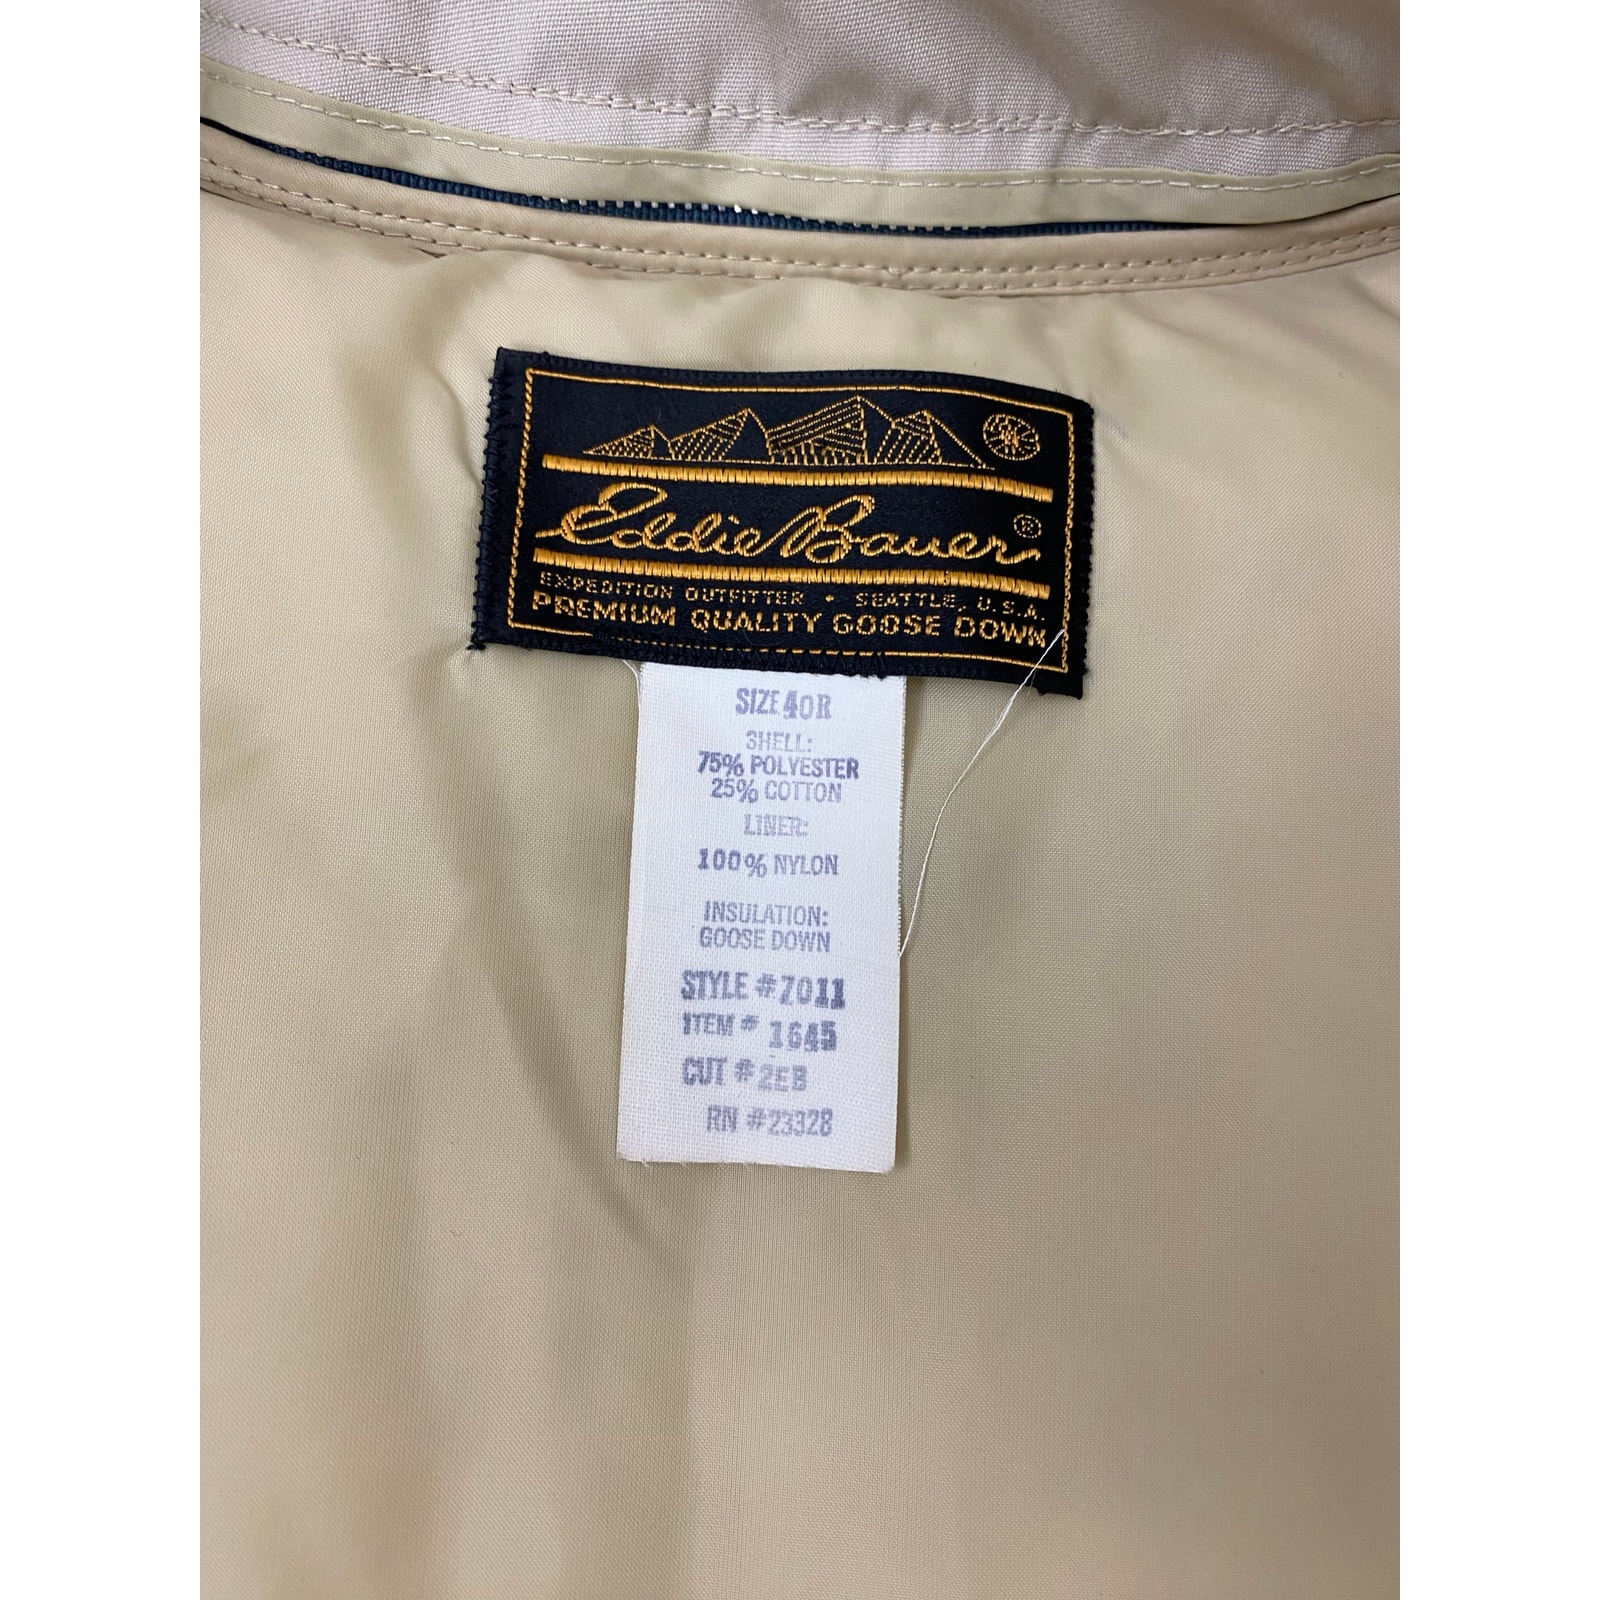 Eddie Bauer ®
EXPEDITION OUTFITTER • SEATTLE, U.S.A.
PREMIUM QUALITY GOOSE DOWN
SIZE 40R
SHELL:
75% POLYESTER
25% COTTON
LINER:
100% NYLON
INSULATION:
GOOSE DOWN
STYLE #7011
ITEM # 1645
CUT #2EB
RN #23328